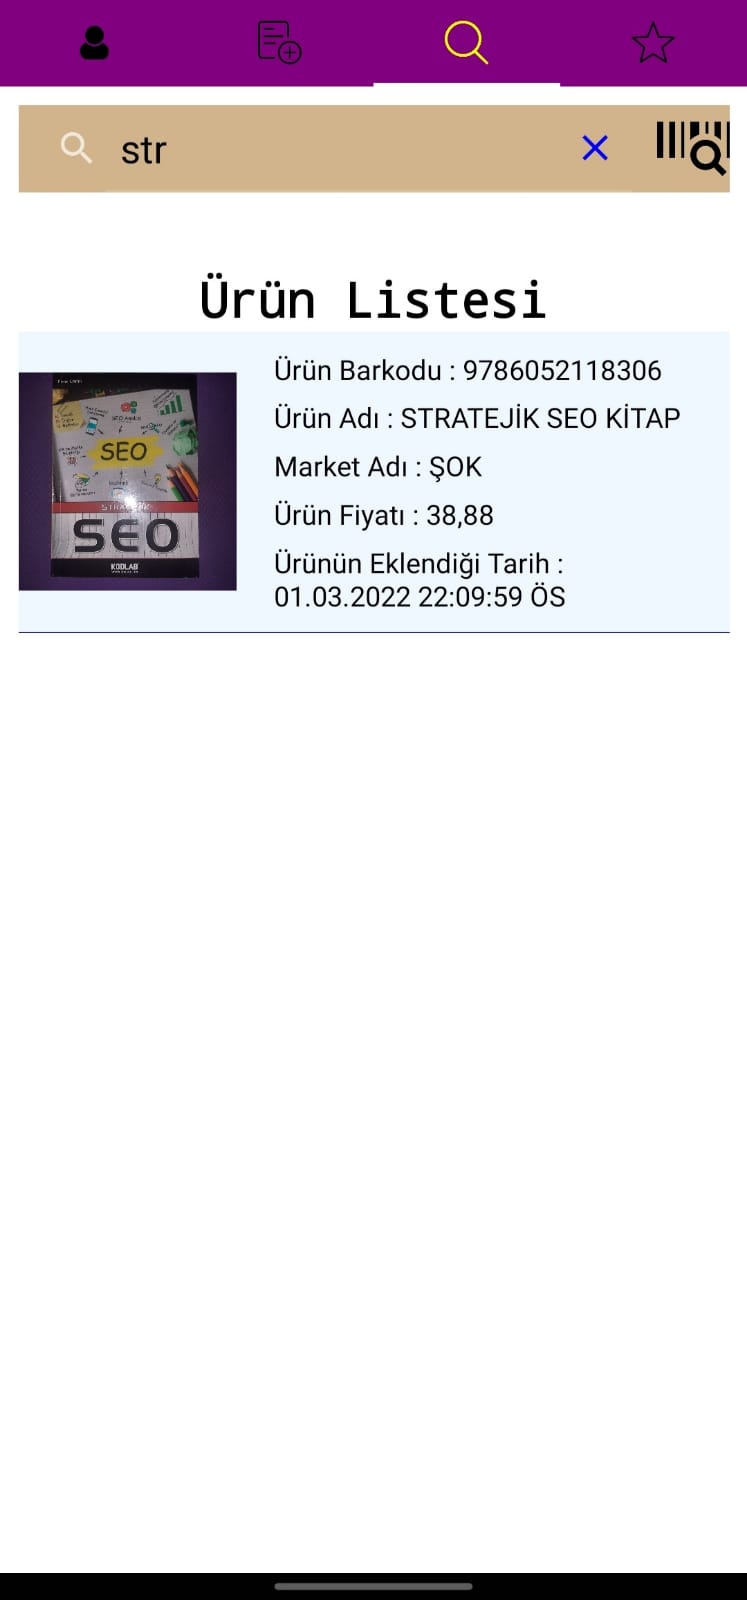 str
Ürün Listesi
Ürün Barkodu : 9786052118306
Ürün Adı : STRATEJİK SEO KİTAP
Market Adı : ŞOK
Ürün Fiyatı : 38,88
Ürünün Eklendiği Tarih :
01.03.2022 22:09:59 ÖS
SEO
STRATEJİK
SEO
KODLAB